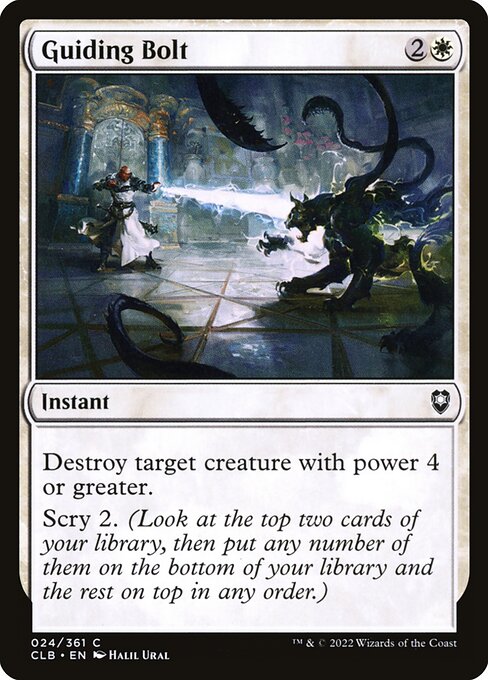 Guiding Bolt 2
Instant
Destroy target creature with power 4
or greater.
Scry 2. (Look at the top two cards of
your library, then put any number of
them on the bottom of your library and
the rest on top in any order.)
024/361 C
CLB • EN Halil Ural
™ & © 2022 Wizards of the Coast